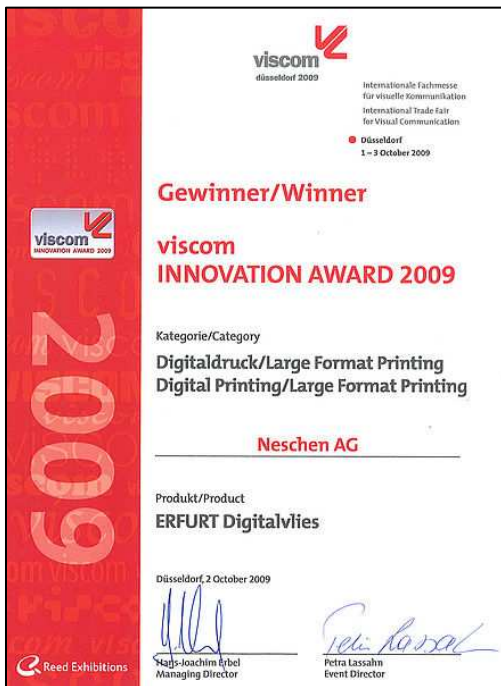 viscom
düsseldorf 2009
Internationale Fachmesse
für visuelle Kommunikation
International Trade Fair
for Visual Communication
Düsseldorf
1 – 3 October 2009
Gewinner/Winner
viscom
INNOVATION AWARD 2009
viscom
INNOVATION AWARD 2009
Kategorie/Category
Digitaldruck/Large Format Printing
Digital Printing/Large Format Printing
Neschen AG
Produkt/Product
ERFURT Digitalvlies
Düsseldorf, 2 October 2009
Hans-Joachim Erbel
Managing Director
Petra Lassahn
Event Director
2009
Reed Exhibitions